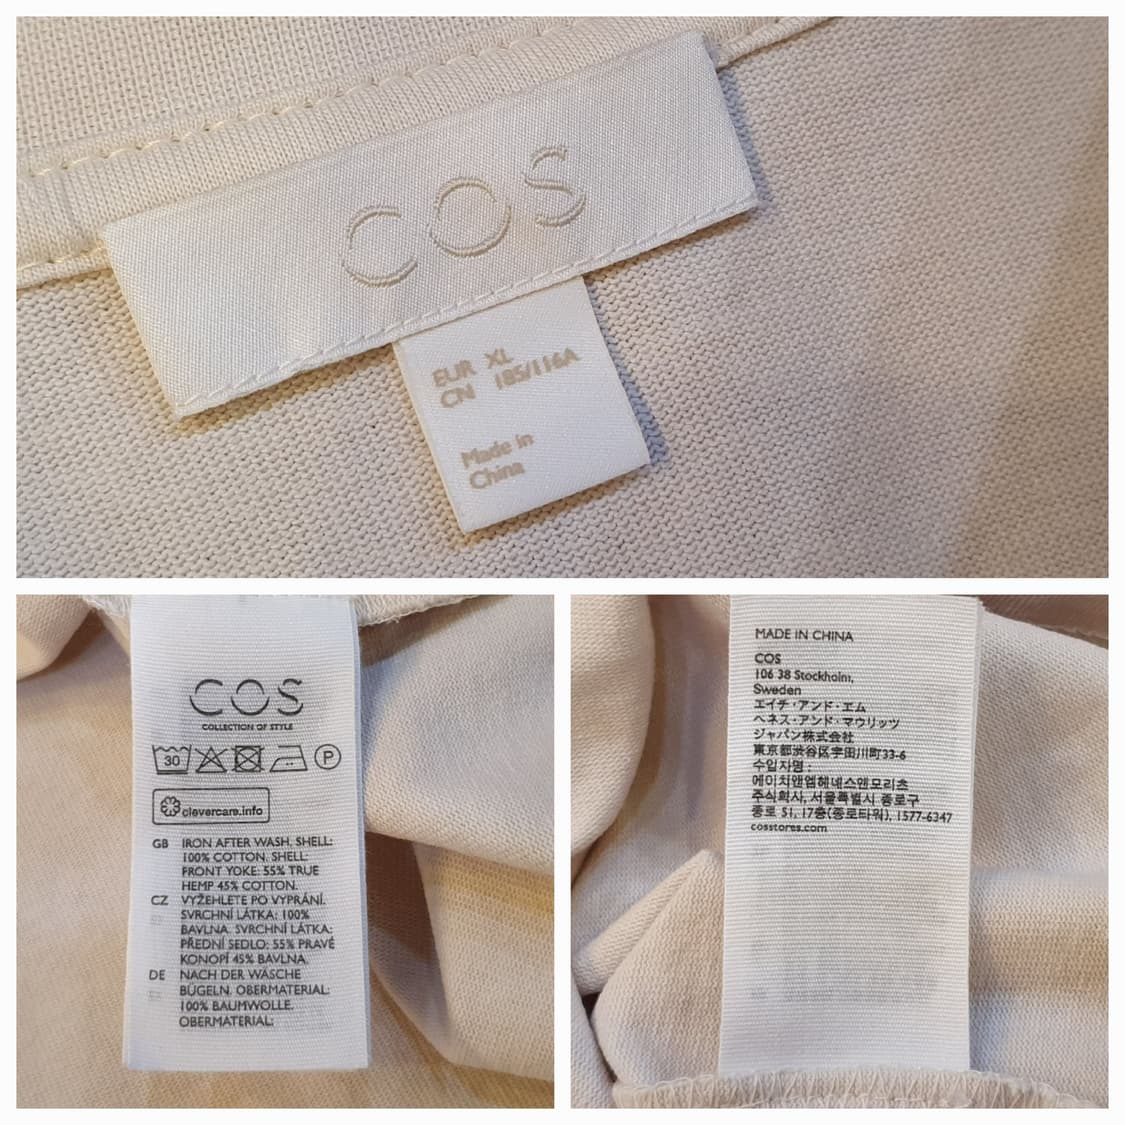 COS
EUR XL
CN 185/116A
Made in
China
COS
COLLECTION OF STYLE
30
P
clevercare.info
GB IRON AFTER WASH. SHELL:
100% COTTON. SHELL:
FRONT YOKE: 55% TRUE
HEMP 45% COTTON.
CZ VYŽEHLETE PO VYPRÁNÍ.
SVRCHNÍ LÁTKA: 100%
BAVLNA. SVRCHNÍ LÁTKA:
PŘEDNÍ SEDLO: 55% PRAVÉ
KONOPÍ 45% BAVLNA.
DE NACH DER WÄSCHE
BÜGELN. OBERMATERIAL:
100% BAUMWOLLE.
OBERMATERIAL:
MADE IN CHINA
COS
106 38 Stockholm,
Sweden
エイチ・アンド・エム
ヘネス・アンド・マウリッツ
ジャパン株式会社
東京都渋谷区宇田川町33-6
수입자명 :
에이치앤엠헤네스앤모리츠
주식회사, 서울특별시 종로구
종로 51, 17층(종로타워), 1577-6347
cosstores.com